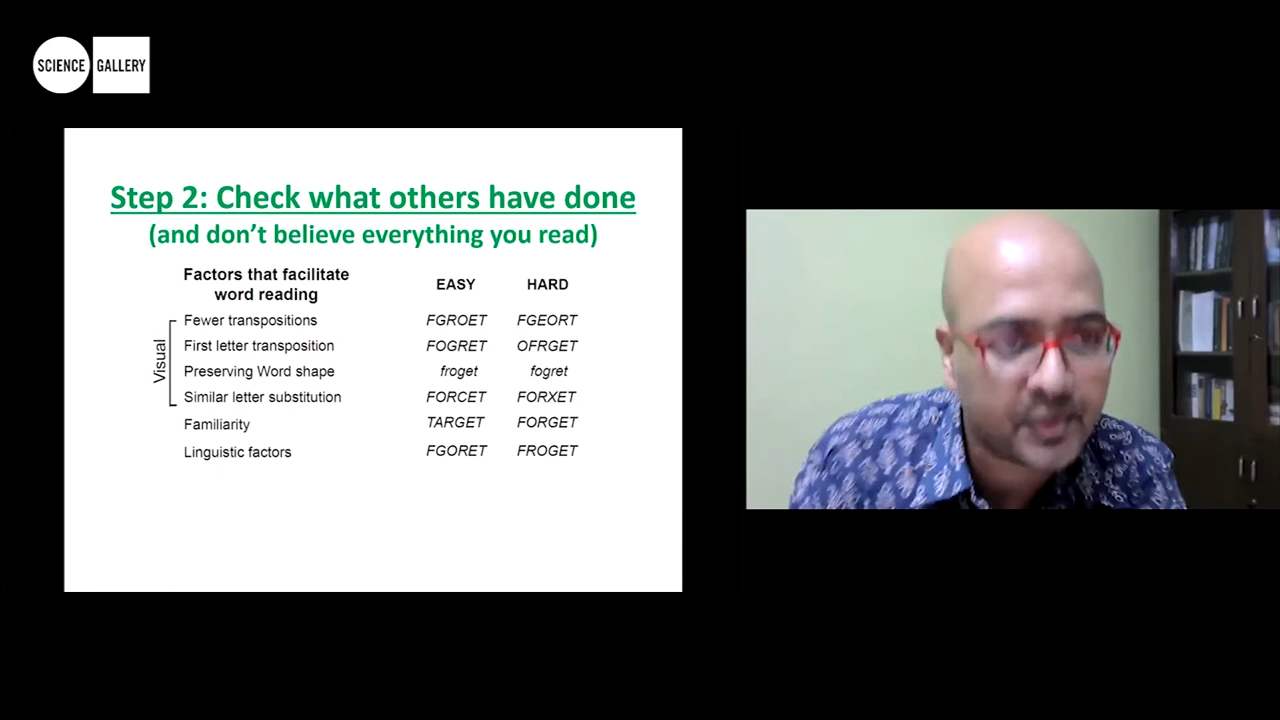 SCIENCE GALLERY
Step 2: Check what others have done
(and don't believe everything you read)
Factors that facilitate word reading EASY HARD
Visual
Fewer transpositions FGROET FGEORT
First letter transposition FOGRET OFRGET
Preserving Word shape froget fogret
Similar letter substitution FORCET FORXET
Familiarity TARGET FORGET
Linguistic factors FGORET FROGET